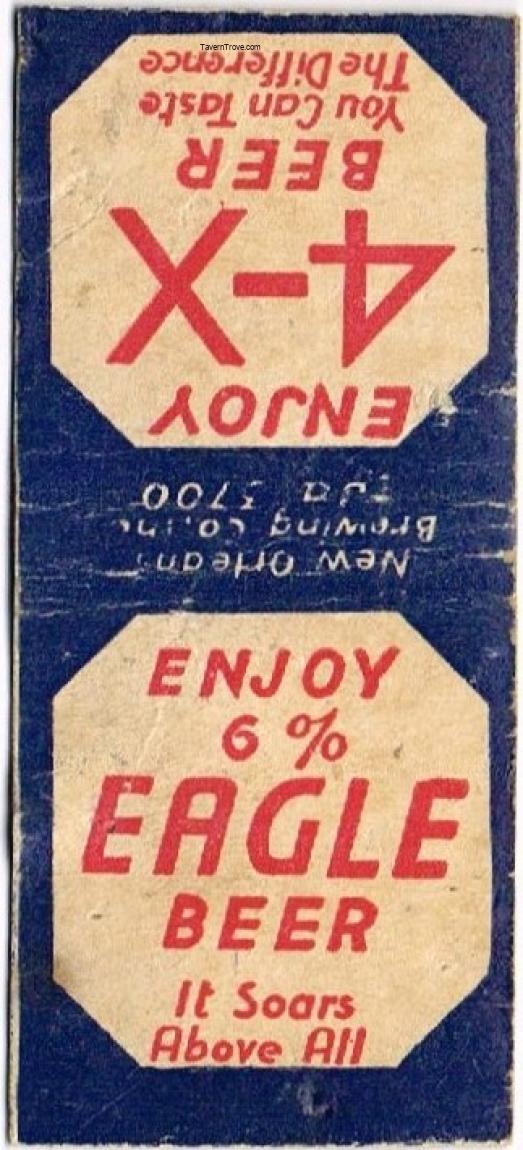 TavernTrove.com
ENJOY
4-X
BEER
You Can Taste
The Difference
New Orleans
Brewing Co., Inc
3700
ENJOY
6 %
EAGLE
BEER
It Soars
Above All